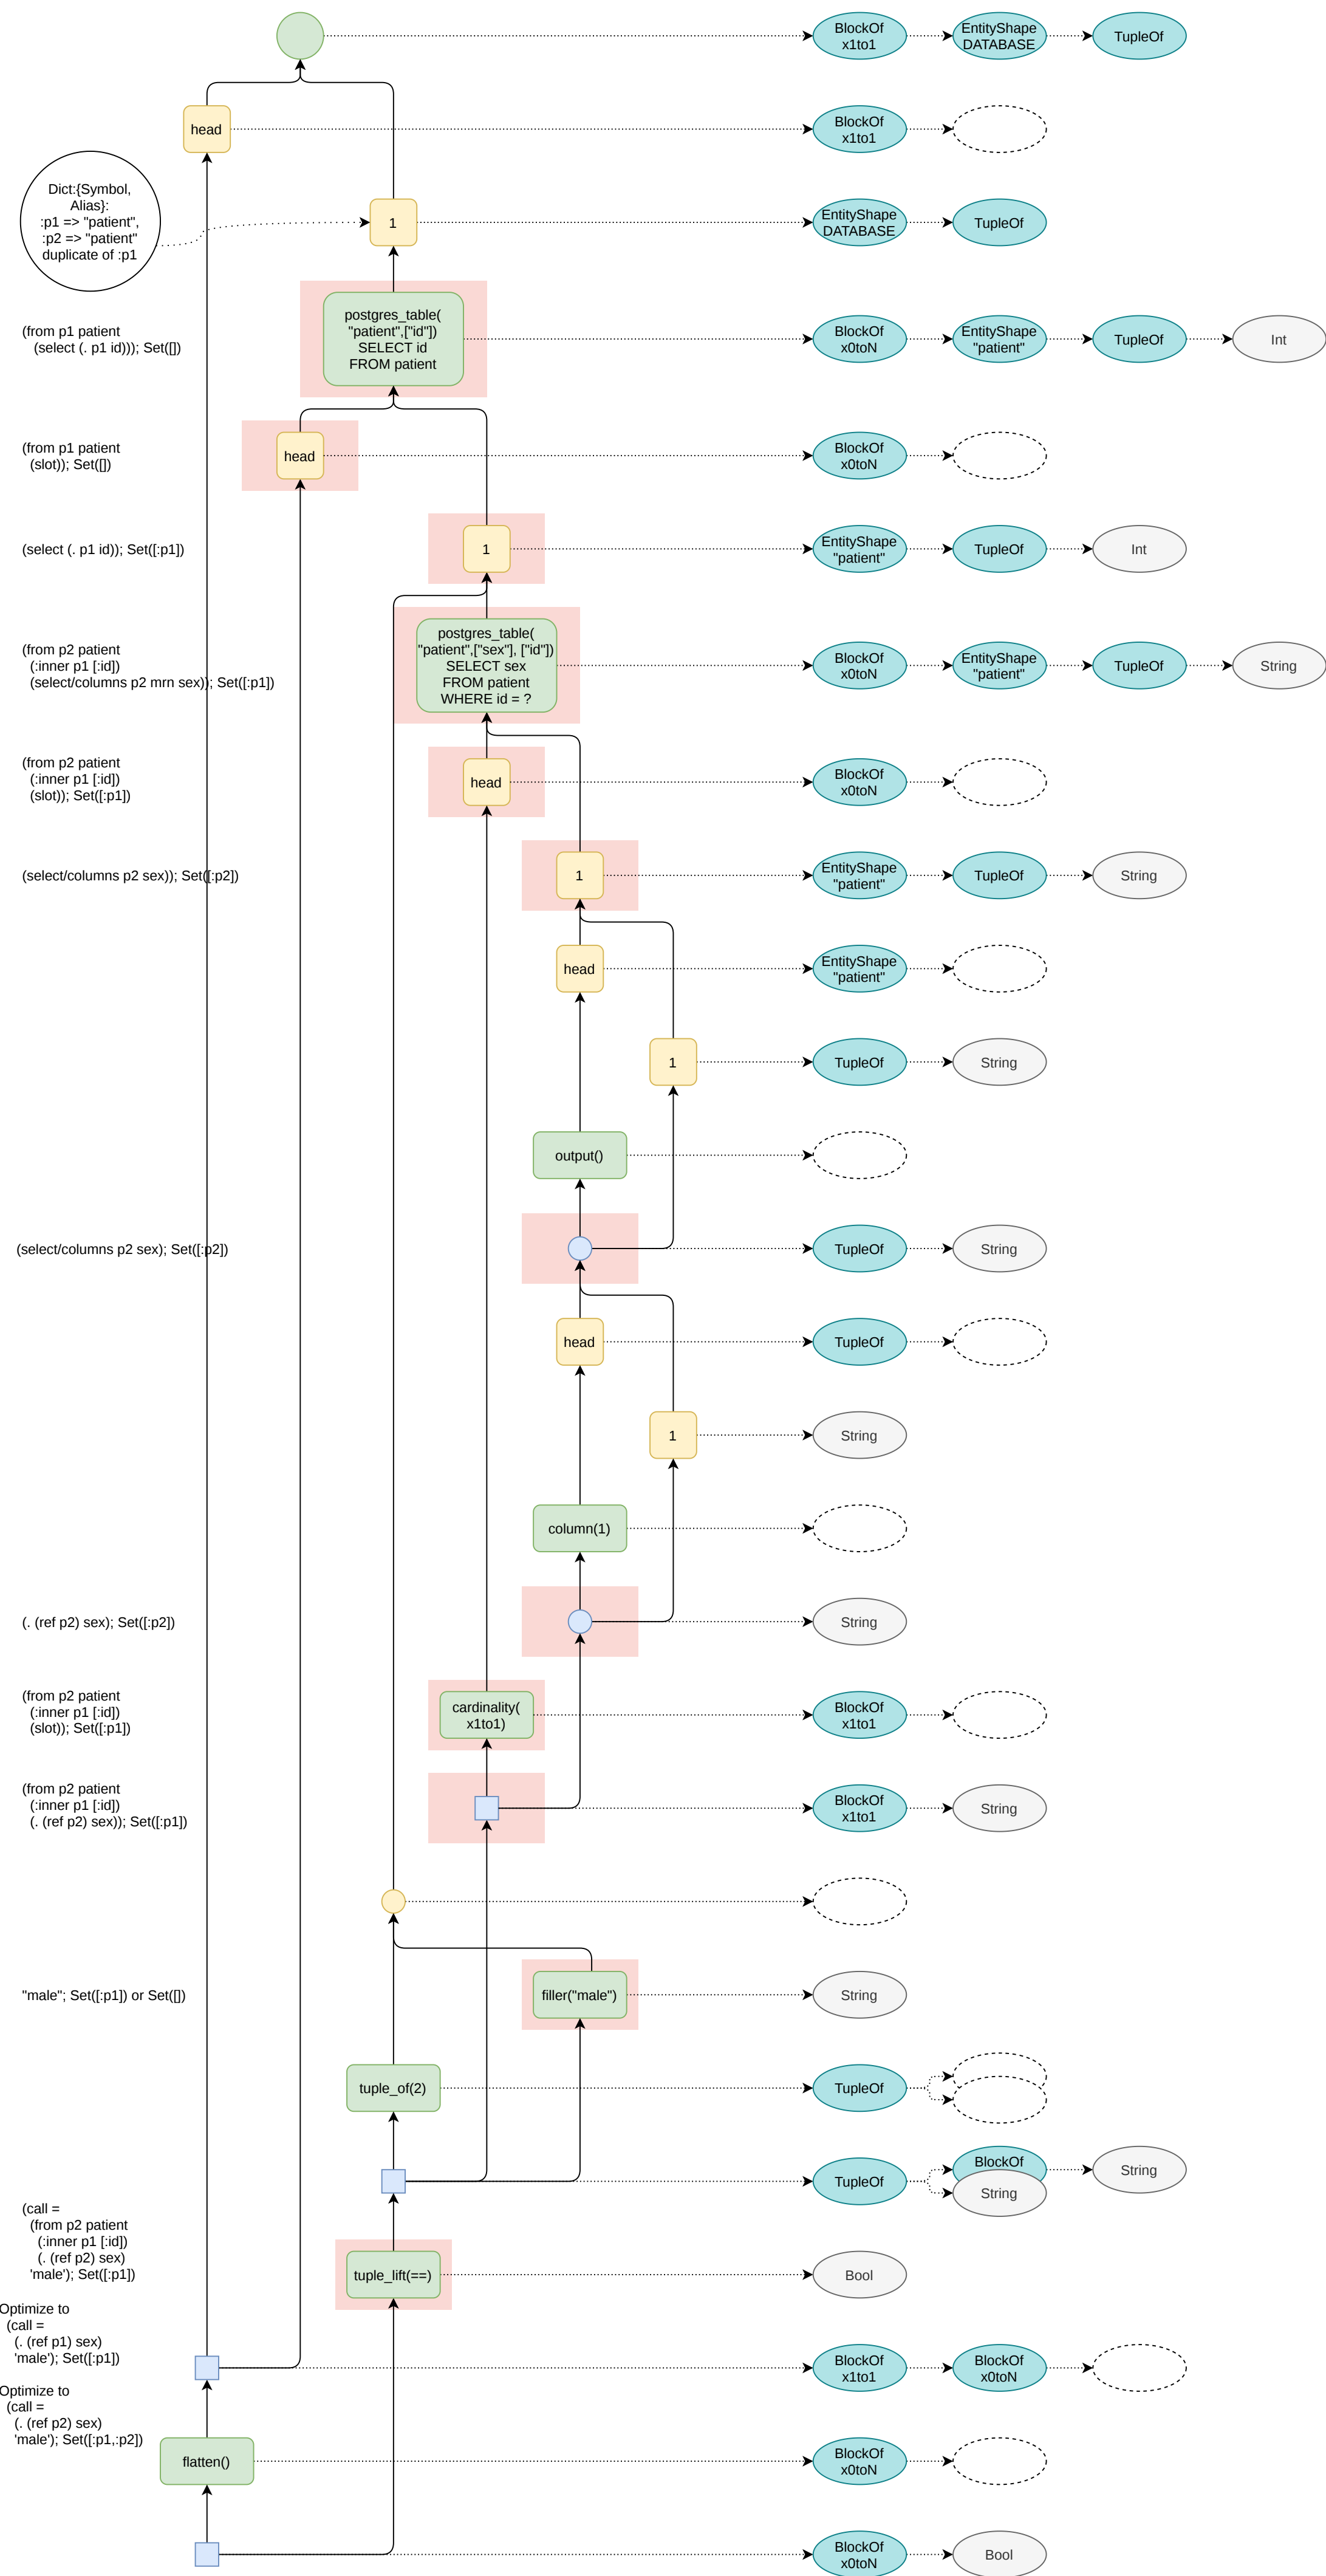 BlockOf
x1to1
EntityShape
DATABASE
TupleOf
head
BlockOf
x1to1
Dict:{Symbol,
Alias}:
:p1 => "patient",
:p2 => "patient"
duplicate of :p1
1
EntityShape
DATABASE
TupleOf
(from p1 patient
(select (. p1 id))); Set([])
postgres_table(
"patient",["id"])
SELECT id
FROM patient
BlockOf
x0toN
EntityShape
"patient"
TupleOf
Int
(from p1 patient
(slot)); Set([])
head
BlockOf
x0toN
(select (. p1 id)); Set([:p1])
1
EntityShape
"patient"
TupleOf
Int
(from p2 patient
(:inner p1 [:id])
(select/columns p2 mrn sex)); Set([:p1])
postgres_table(
"patient",["sex"], ["id"])
SELECT sex
FROM patient
WHERE id = ?
BlockOf
x0toN
EntityShape
"patient"
TupleOf
String
(from p2 patient
(:inner p1 [:id])
(slot)); Set([:p1])
head
BlockOf
x0toN
(select/columns p2 sex)); Set([:p2])
1
EntityShape
"patient"
TupleOf
String
head
EntityShape
"patient"
1
TupleOf
String
output()
(select/columns p2 sex); Set([:p2])
TupleOf
String
head
TupleOf
1
String
column(1)
(. (ref p2) sex); Set([:p2])
String
(from p2 patient
(:inner p1 [:id])
(slot)); Set([:p1])
cardinality(
x1to1)
BlockOf
x1to1
(from p2 patient
(:inner p1 [:id])
(. (ref p2) sex)); Set([:p1])
BlockOf
x1to1
String
"male"; Set([:p1]) or Set([])
filler("male")
String
tuple_of(2)
TupleOf
TupleOf
BlockOf
String
String
(call =
(from p2 patient
(:inner p1 [:id])
(. (ref p2) sex)
'male'); Set([:p1])
tuple_lift(==)
Bool
Optimize to
(call =
(. (ref p1) sex)
'male'); Set([:p1])
BlockOf
x1to1
BlockOf
x0toN
Optimize to
(call =
(. (ref p2) sex)
'male'); Set([:p1,:p2])
flatten()
BlockOf
x0toN
BlockOf
x0toN
Bool